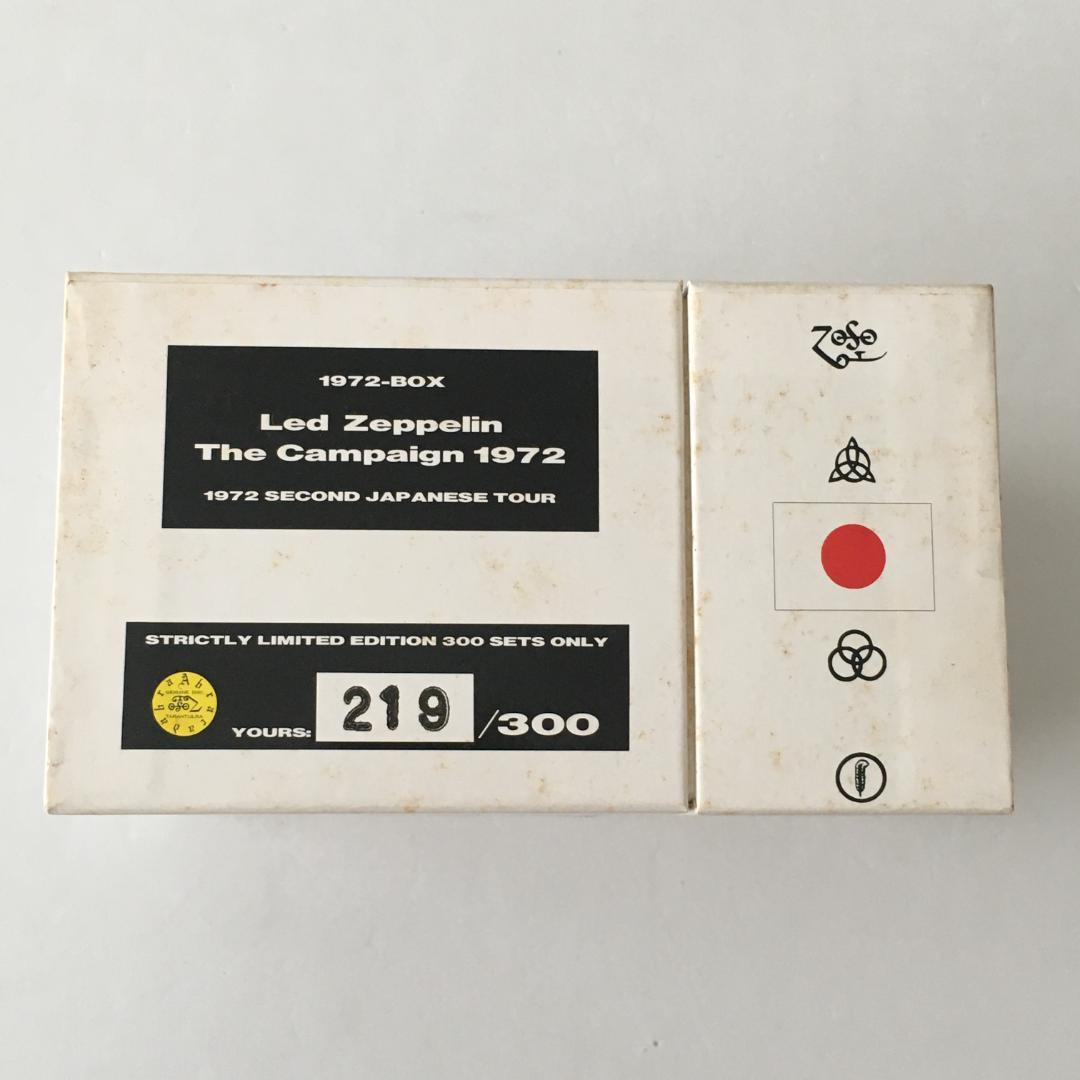 1972-BOX
Led Zeppelin
The Campaign 1972
1972 SECOND JAPANESE TOUR
STRICTLY LIMITED EDITION 300 SETS ONLY
YOURS: 219 /300
TARANTURA